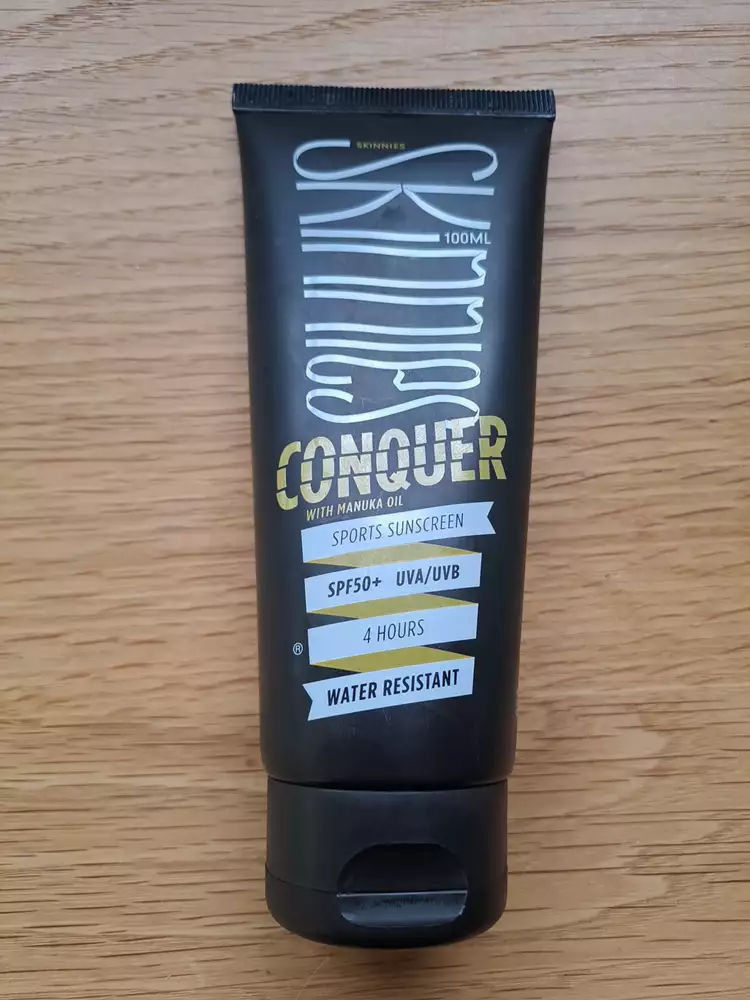 SKINNIES
SKINNIES
100ML
CONQUER
WITH MANUKA OIL
SPORTS SUNSCREEN
SPF50+ UVA/UVB
4 HOURS
®
WATER RESISTANT